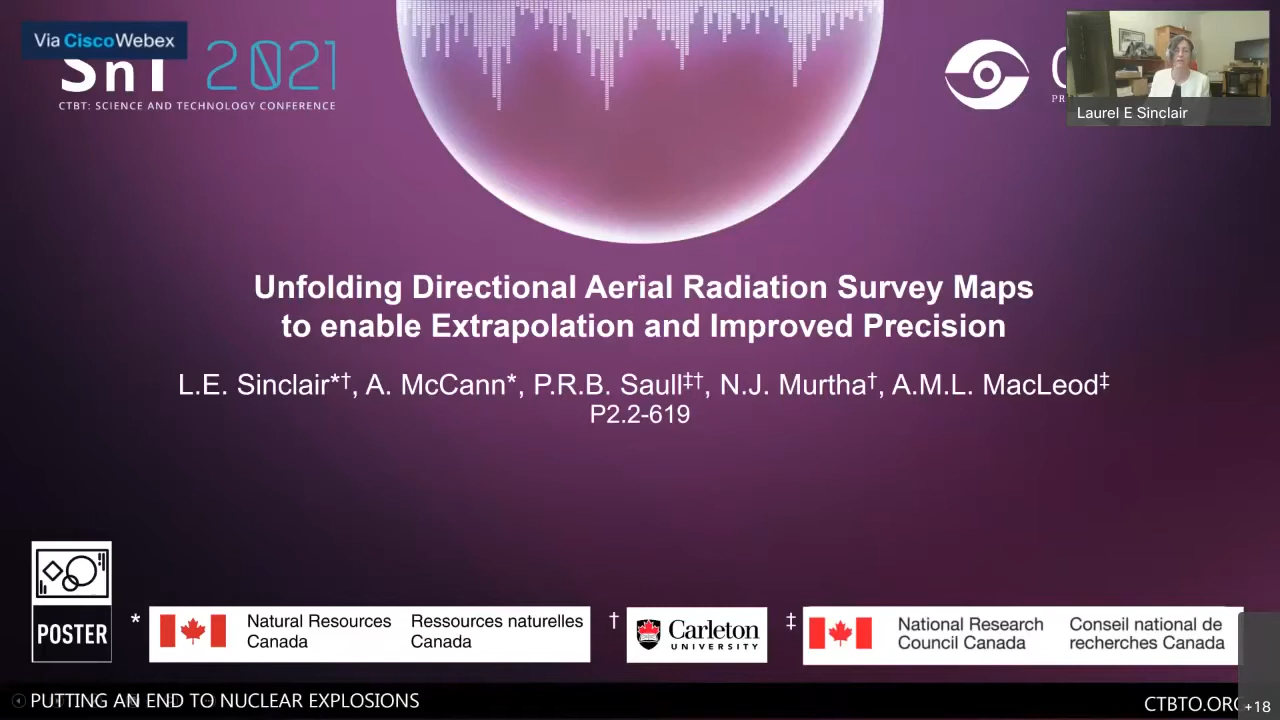 Via CiscoWebex
SnT 2021
CTBT: SCIENCE AND TECHNOLOGY CONFERENCE
Laurel E Sinclair
Unfolding Directional Aerial Radiation Survey Maps
to enable Extrapolation and Improved Precision
L.E. Sinclair*†, A. McCann*, P.R.B. Saull‡†, N.J. Murtha†, A.M.L. MacLeod‡
P2.2-619
POSTER
*
Natural Resources
Canada
Ressources naturelles
Canada
†
Carleton
UNIVERSITY
‡
National Research
Council Canada
Conseil national de
recherches Canada
PUTTING AN END TO NUCLEAR EXPLOSIONS
CTBTO.ORG
+18